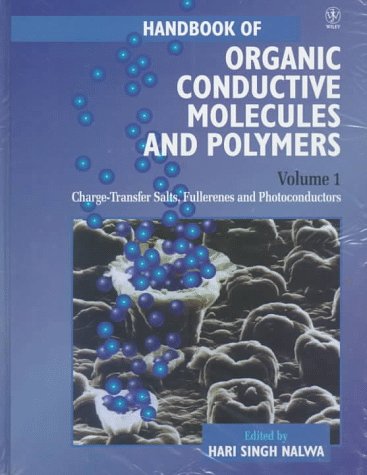 HANDBOOK OF
WILEY
ORGANIC
CONDUCTIVE
MOLECULES
AND POLYMERS
Volume 1
Charge-Transfer Salts, Fullerenes and Photoconductors
Edited by
HARI SINGH NALWA